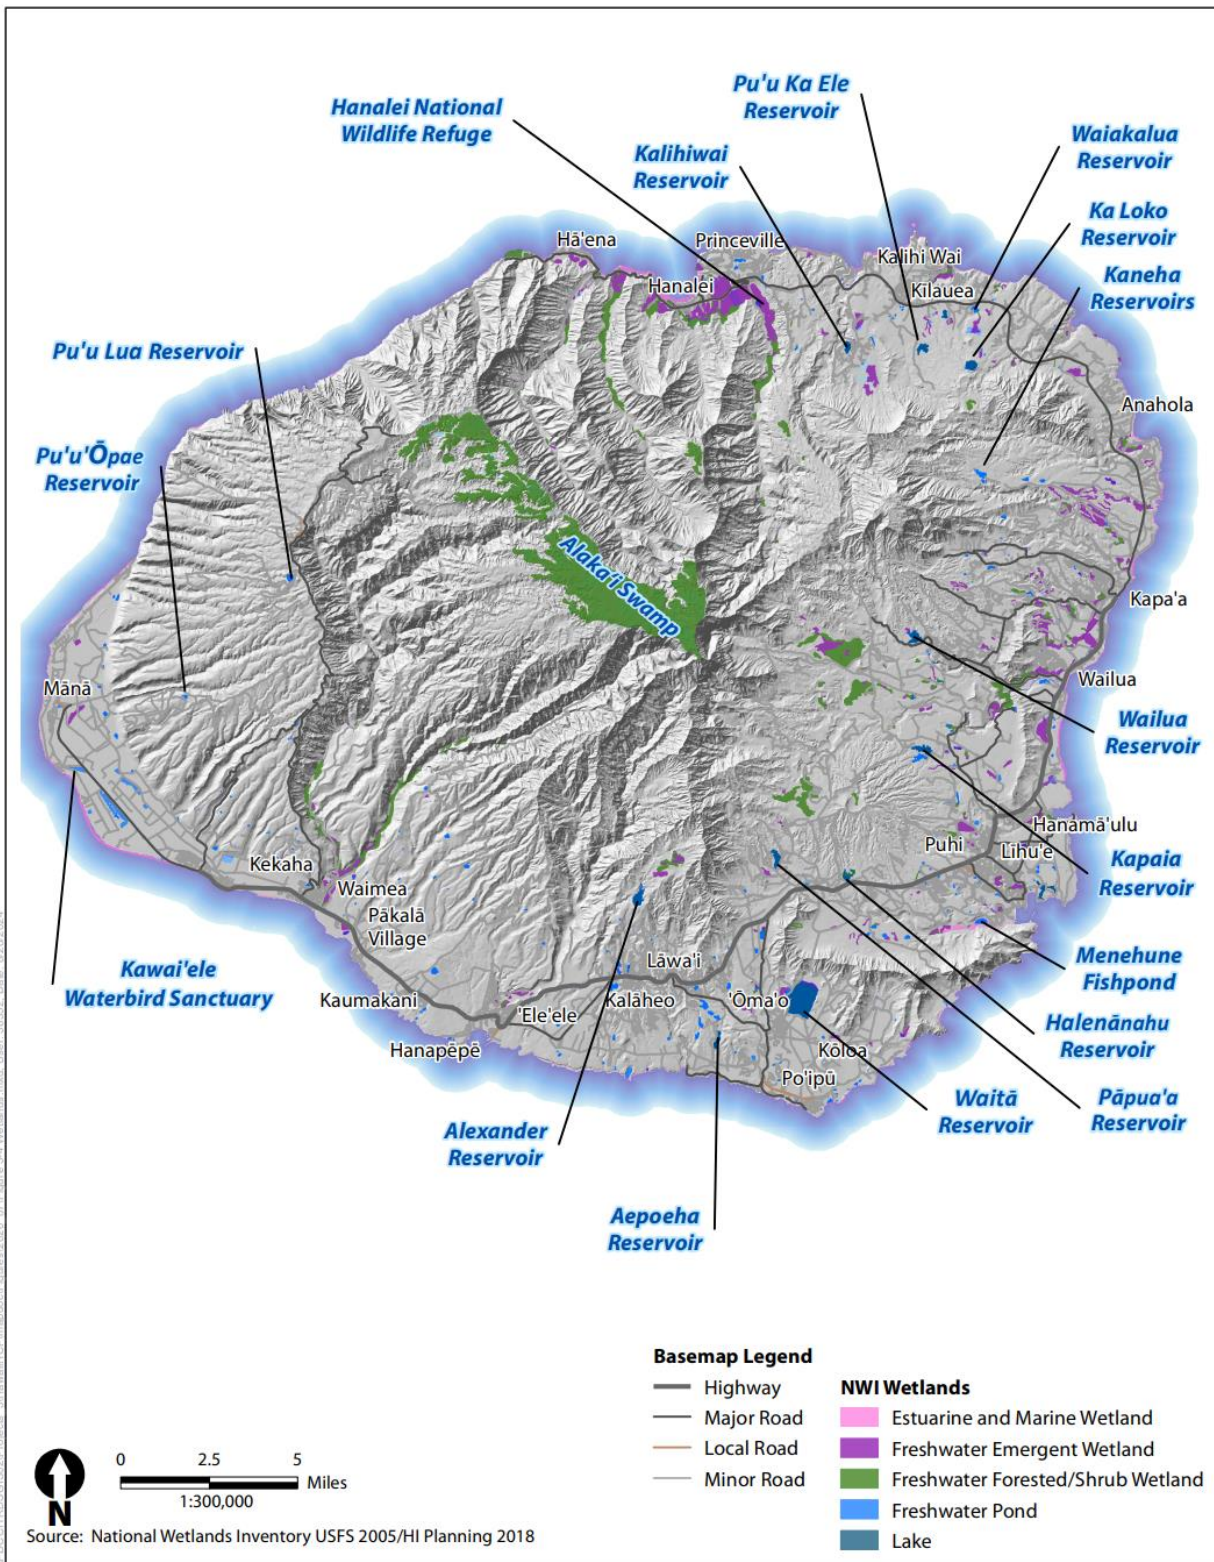 Pu'u Ka Ele
Reservoir
Hanalei National
Wildlife Refuge
Waiakalua
Reservoir
Kalihiwai
Reservoir
Ka Loko
Reservoir
Kaneha
Reservoirs
Hā'ena
Princeville
Kalihi Wai
Hanalei
Kīlauea
Pu'u Lua Reservoir
Anahola
Pu'u'Ōpae
Reservoir
Alaka'i Swamp
Kapa'a
Mānā
Wailua
Wailua
Reservoir
Hanamā'ulu
Puhi
Līhu'e
Kapaia
Reservoir
Kekaha
Waimea
Pākalā
Village
Kawai'ele
Waterbird Sanctuary
Lāwa'i
Menehune
Fishpond
Kaumakani
'Ele'ele
Kalāheo
'Ōma'o
Halenānahu
Reservoir
Hanapēpē
Kōloa
Po'ipū
Waitā
Reservoir
Pāpua'a
Reservoir
Alexander
Reservoir
Aepoeha
Reservoir
Basemap Legend
Highway
Major Road
Local Road
Minor Road
NWI Wetlands
Estuarine and Marine Wetland
Freshwater Emergent Wetland
Freshwater Forested/Shrub Wetland
Freshwater Pond
Lake
N
0 2.5 5
Miles
1:300,000
Source: National Wetlands Inventory USFS 2005/HI Planning 2018